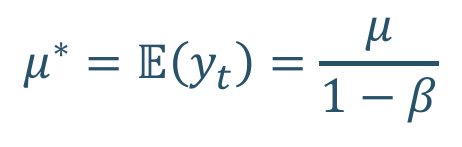 μ* = 𝔼(yₜ) = μ / (1 − β)